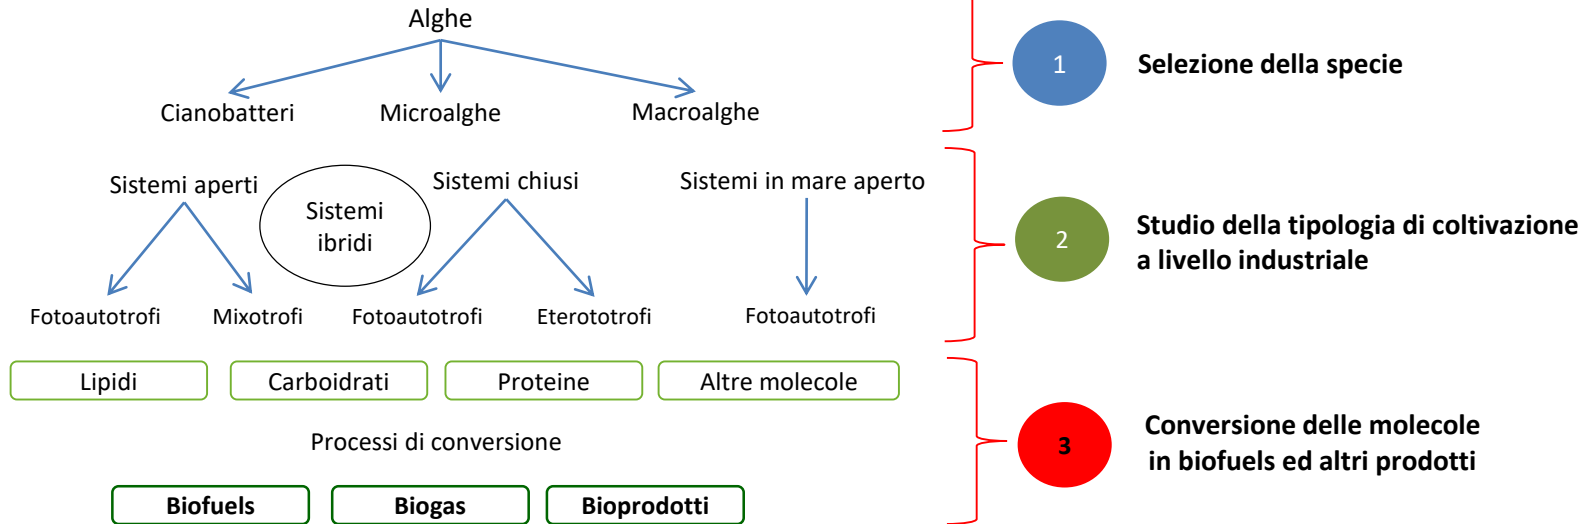 Alghe
1
Selezione della specie
Cianobatteri
Microalghe
Macroalghe
Sistemi aperti
Sistemi
ibridi
Sistemi chiusi
Sistemi in mare aperto
2
Studio della tipologia di coltivazione
a livello industriale
Fotoautotrofi
Mixotrofi
Fotoautotrofi
Eterototrofi
Fotoautotrofi
Lipidi
Carboidrati
Proteine
Altre molecole
Processi di conversione
3
Conversione delle molecole
in biofuels ed altri prodotti
Biofuels
Biogas
Bioprodotti